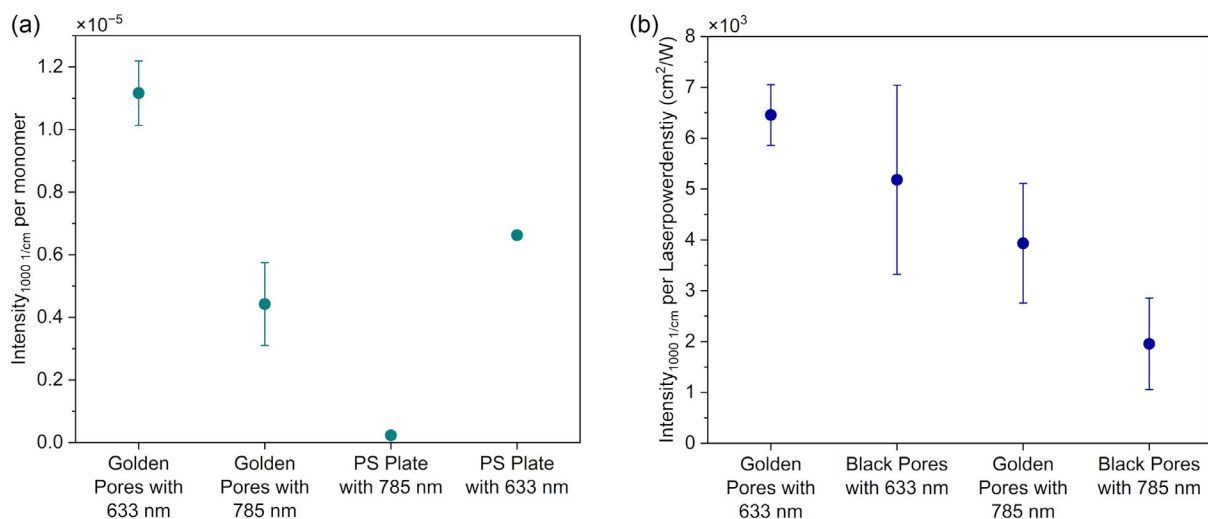 (a)
×10⁻⁵
Intensity₁₀₀₀ ₁/cm per monomer
1.2
1.0
0.8
0.6
0.4
0.2
0.0
Golden
Pores with
633 nm
Golden
Pores with
785 nm
PS Plate
with 785 nm
PS Plate
with 633 nm
(b)
×10³
Intensity₁₀₀₀ ₁/cm per Laserpowerdenstiy (cm²/W)
8
7
6
5
4
3
2
1
0
Golden
Pores with
633 nm
Black Pores
with 633 nm
Golden
Pores with
785 nm
Black Pores
with 785 nm